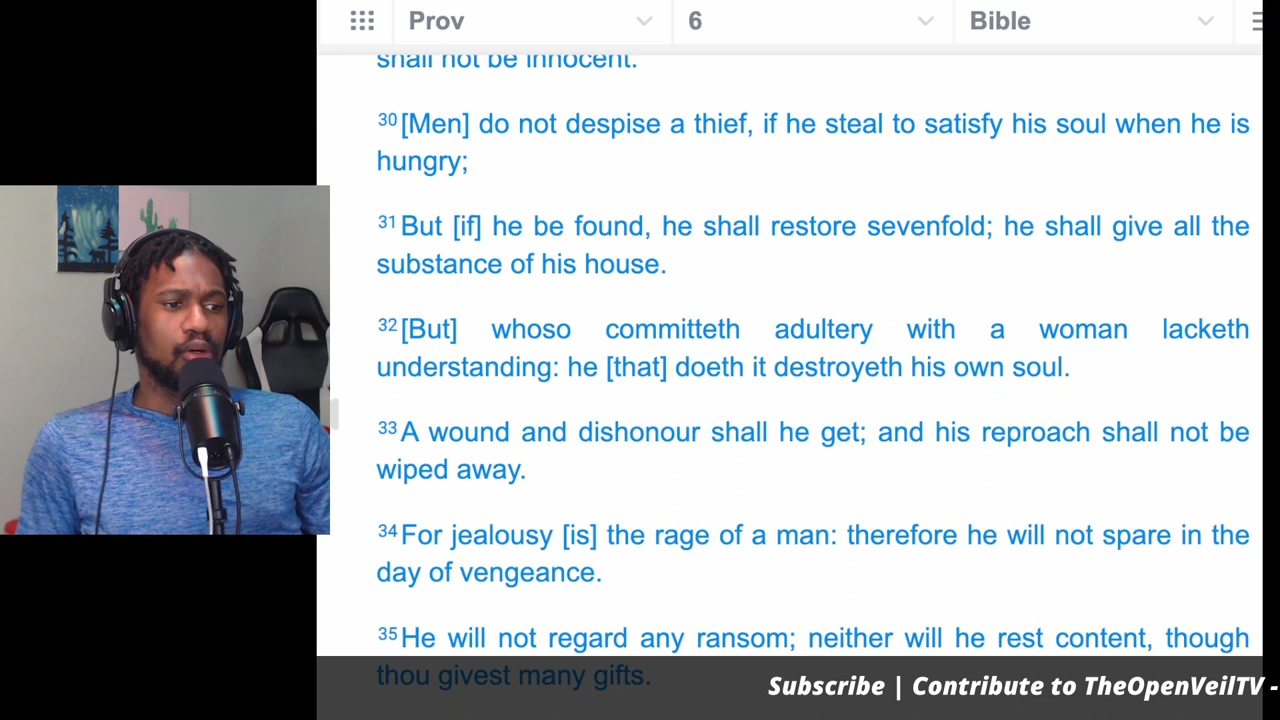 Prov 6 Bible
shall not be innocent.
30[Men] do not despise a thief, if he steal to satisfy his soul when he is
hungry;
31But [if] he be found, he shall restore sevenfold; he shall give all the
substance of his house.
32[But] whoso committeth adultery with a woman lacketh
understanding: he [that] doeth it destroyeth his own soul.
33A wound and dishonour shall he get; and his reproach shall not be
wiped away.
34For jealousy [is] the rage of a man: therefore he will not spare in the
day of vengeance.
35He will not regard any ransom; neither will he rest content, though
thou givest many gifts.
Subscribe | Contribute to TheOpenVeilTV -